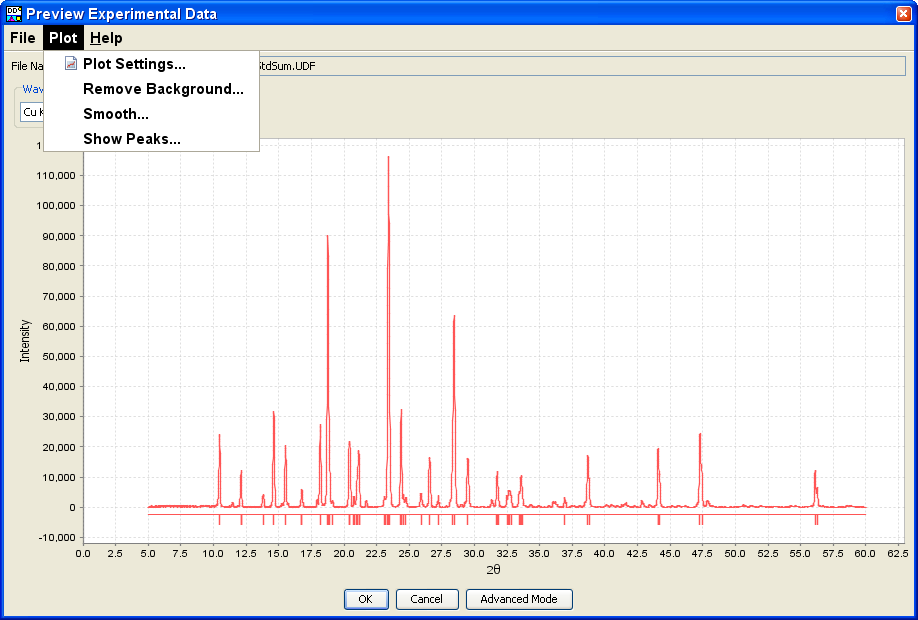 DDV Preview Experimental Data
File Plot Help
File Na StdSum.UDF
Plot Settings...
Wav
Remove Background...
Cu K
Smooth...
Show Peaks...
110,000
100,000
90,000
80,000
70,000
60,000
50,000
40,000
30,000
20,000
10,000
0
-10,000
Intensity
0.0 2.5 5.0 7.5 10.0 12.5 15.0 17.5 20.0 22.5 25.0 27.5 30.0 32.5 35.0 37.5 40.0 42.5 45.0 47.5 50.0 52.5 55.0 57.5 60.0 62.5
2θ
OK Cancel Advanced Mode